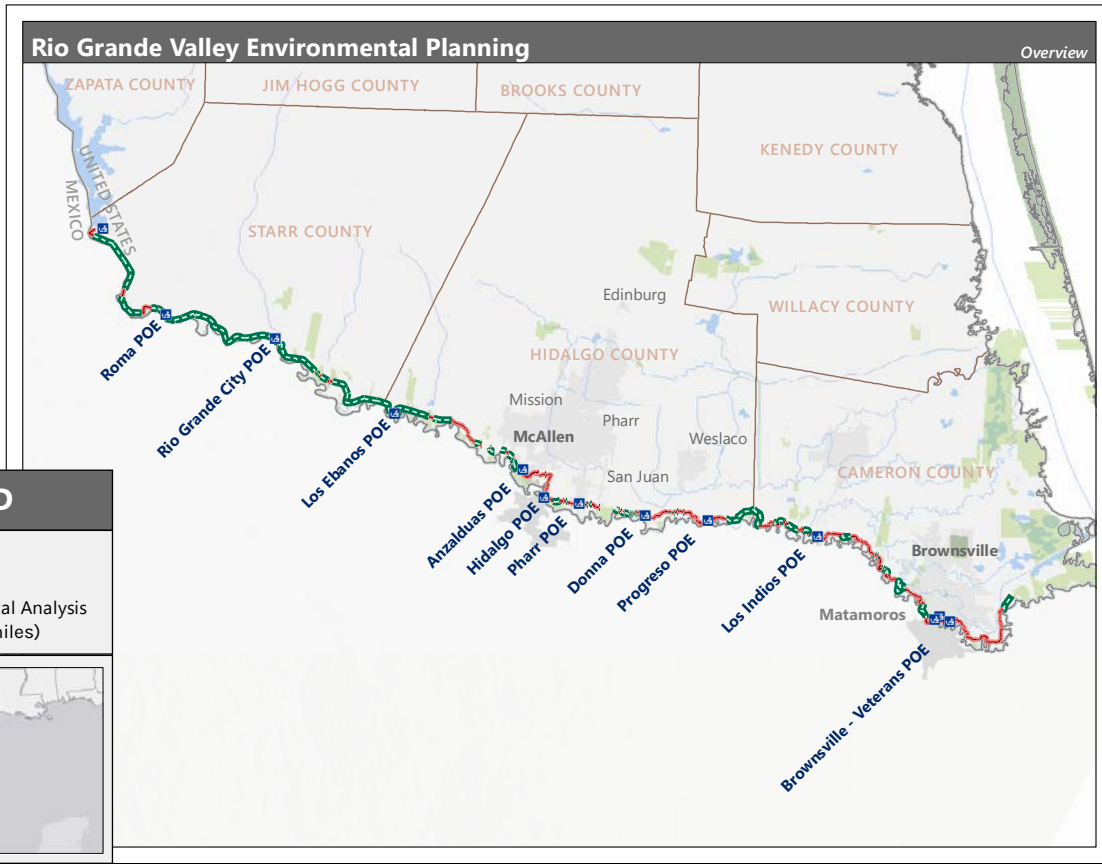 Rio Grande Valley Environmental Planning
Overview
ZAPATA COUNTY
JIM HOGG COUNTY
BROOKS COUNTY
KENEDY COUNTY
UNITED STATES
MEXICO
STARR COUNTY
WILLACY COUNTY
Edinburg
HIDALGO COUNTY
Roma POE
Rio Grande City POE
Mission
Pharr
McAllen
Weslaco
Los Ebanos POE
San Juan
CAMERON COUNTY
Anzalduas POE
Hidalgo POE
Pharr POE
Donna POE
Progreso POE
Los Indios POE
Brownsville
Matamoros
Brownsville - Veterans POE
al Analysis
niles)